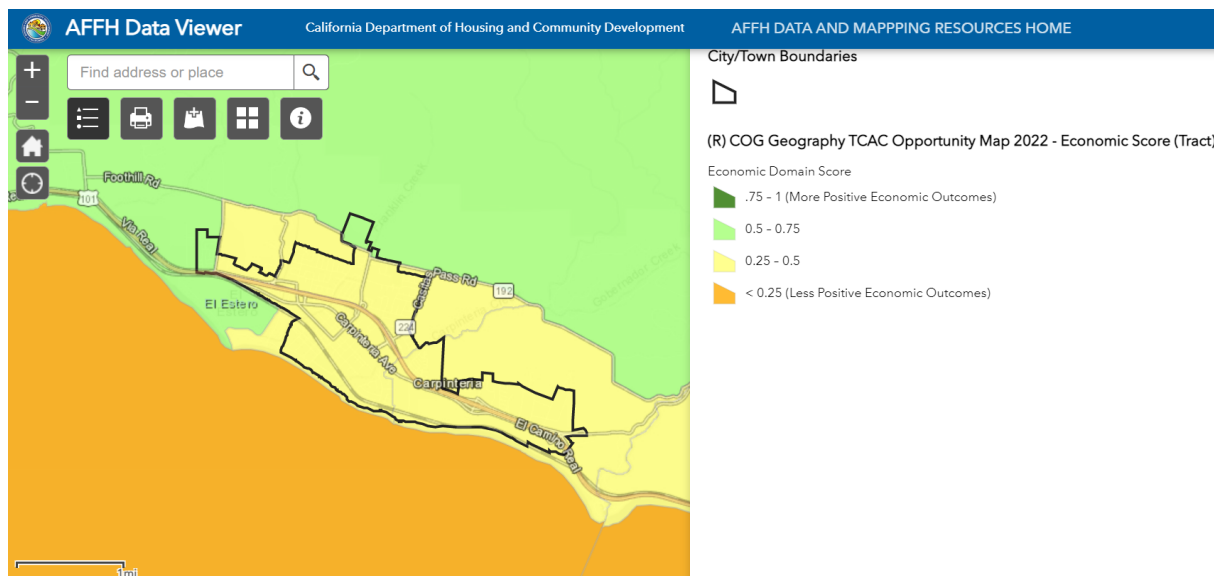 AFFH Data Viewer
California Department of Housing and Community Development
AFFH DATA AND MAPPPING RESOURCES HOME
+
Find address or place
−
Foothill Rd
101
Via Real
El Estero
Pass Rd
192
Casitas
224
Carpinteria Ave
Carpinteria
El Camino Real
1mi
City/Town Boundaries
(R) COG Geography TCAC Opportunity Map 2022 - Economic Score (Tract)
Economic Domain Score
.75 - 1 (More Positive Economic Outcomes)
0.5 - 0.75
0.25 - 0.5
< 0.25 (Less Positive Economic Outcomes)